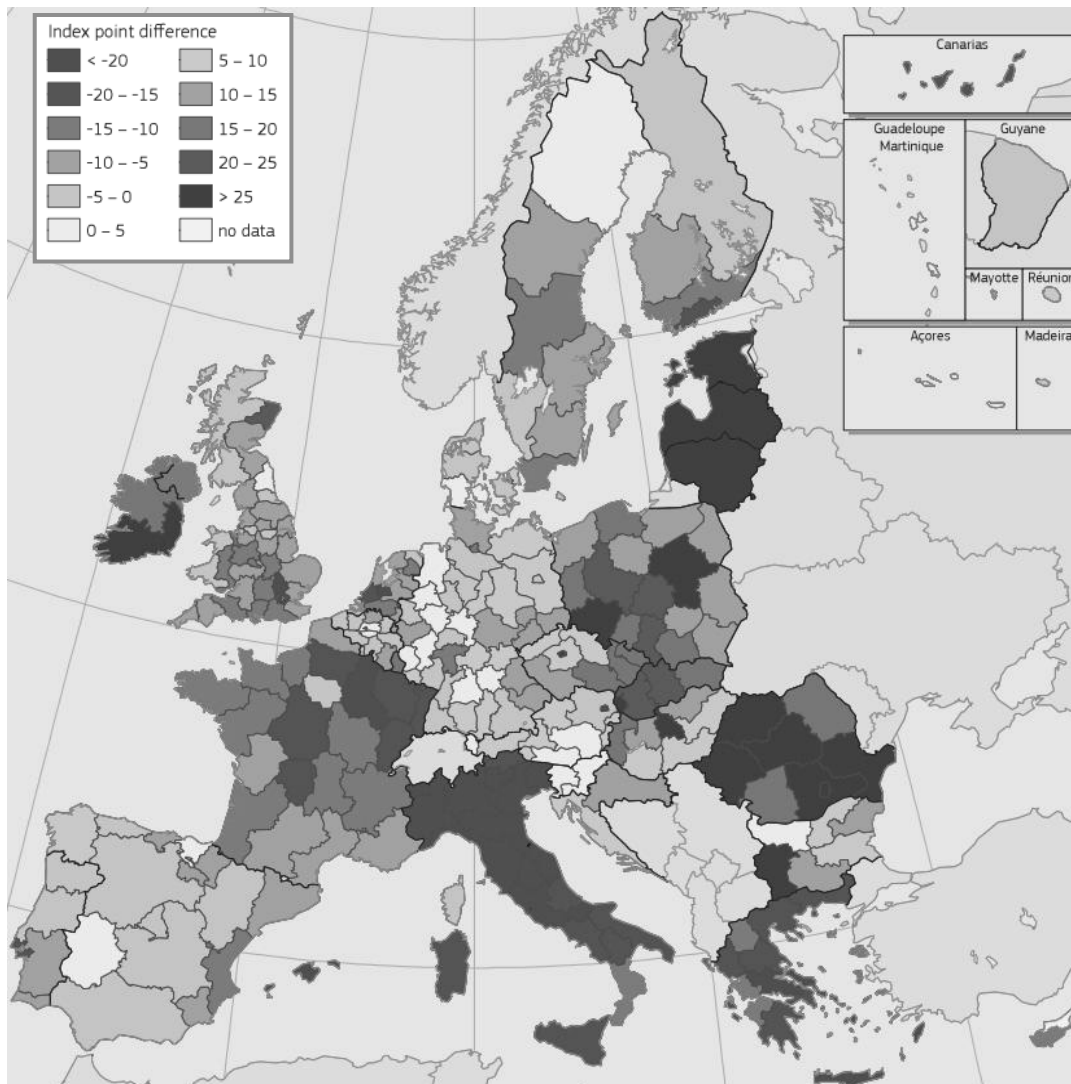 Index point difference
< -20
5 – 10
-20 – -15
10 – 15
-15 – -10
15 – 20
-10 – -5
20 – 25
-5 – 0
> 25
0 – 5
no data
Canarias
Guadeloupe
Martinique
Guyane
Mayotte
Réunion
Açores
Madeira